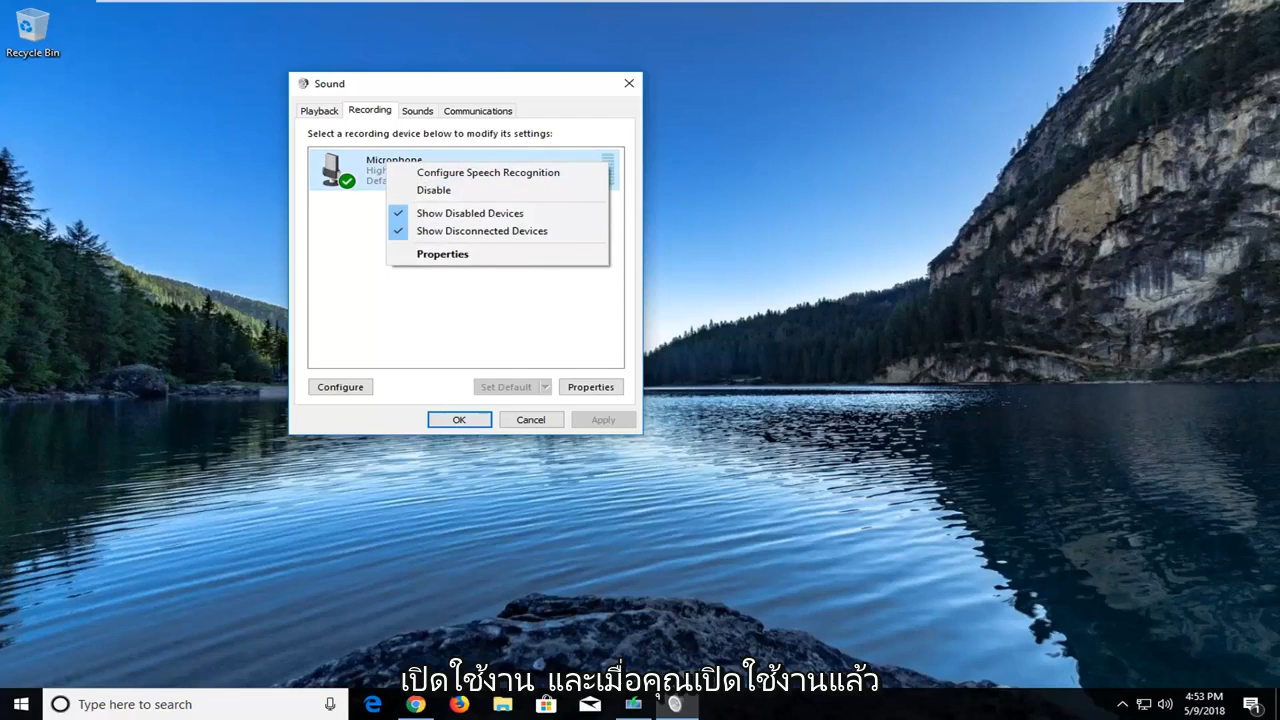 Recycle Bin
Sound
Playback
Recording
Sounds
Communications
Select a recording device below to modify its settings:
Microphone
Configure Speech Recognition
Disable
Show Disabled Devices
Show Disconnected Devices
Properties
Configure
Set Default
Properties
OK
Cancel
Apply
เปิดใช้งาน และเมื่อคุณเปิดใช้งานแล้ว
Type here to search
4:53 PM
5/9/2018
1